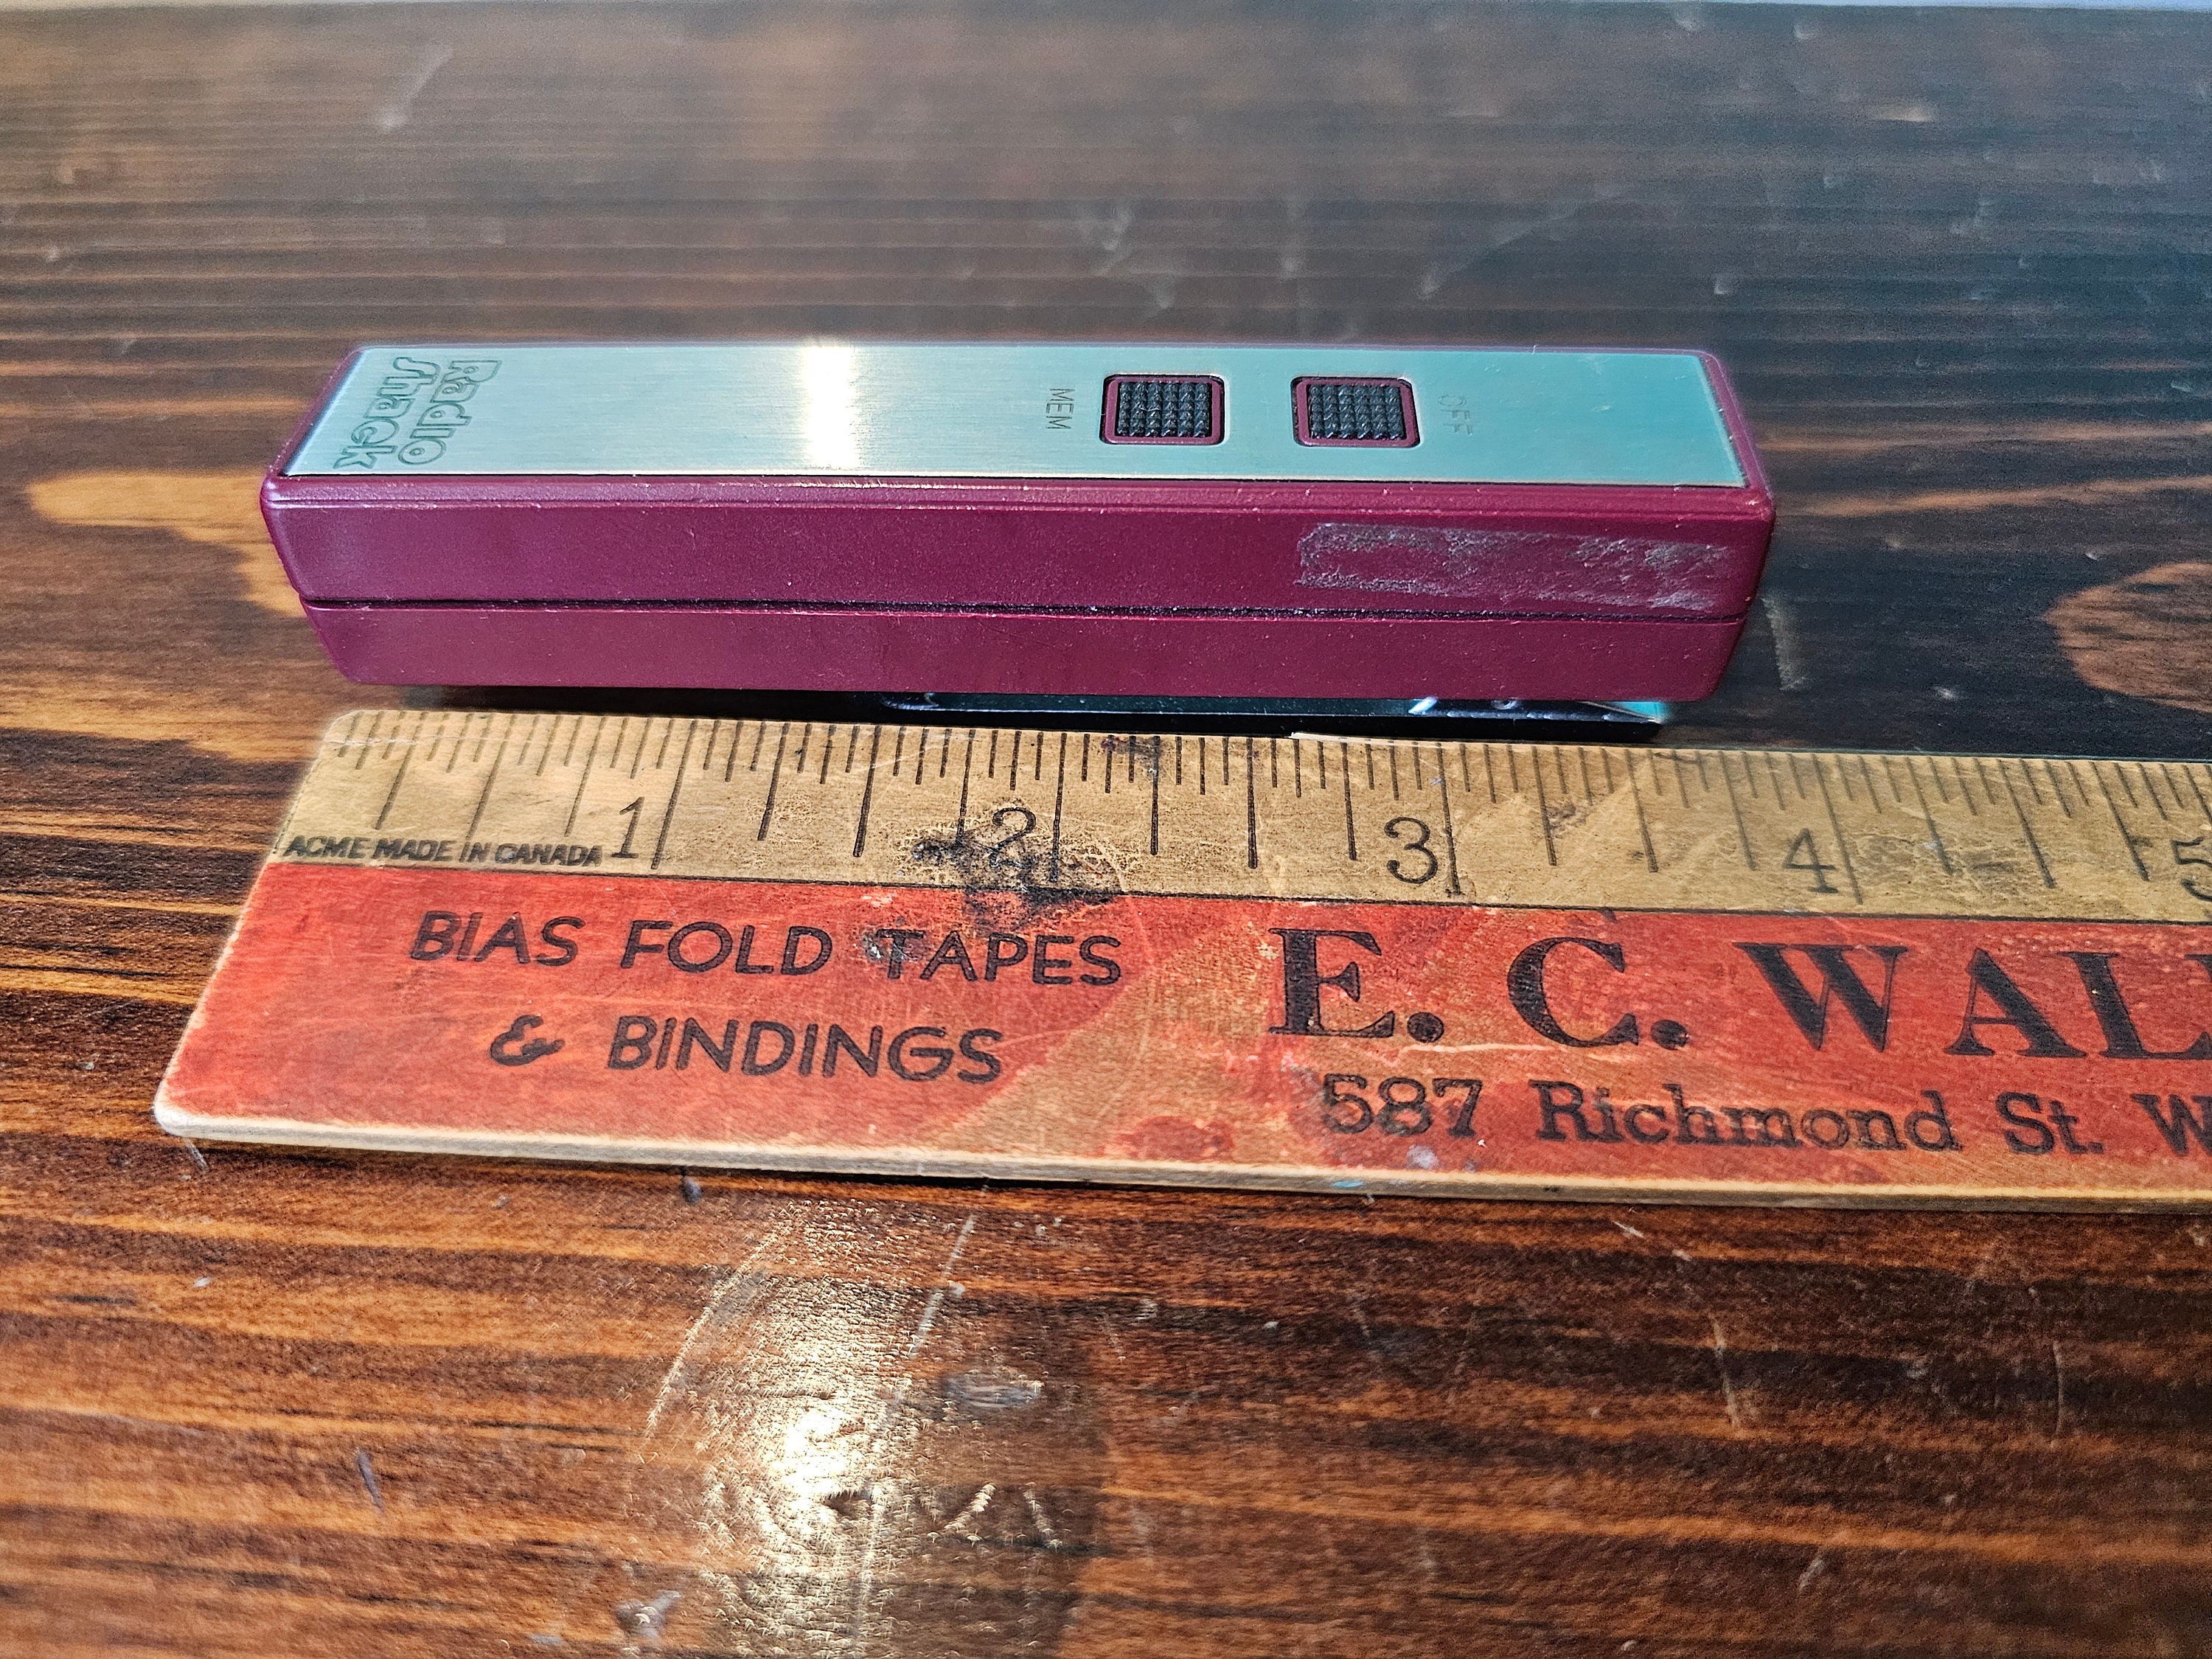 Radio
Shack
MEM
OFF
1 2 3 4 5
ACME MADE IN CANADA
BIAS FOLD TAPES
& BINDINGS
E. C. WAL
587 Richmond St. W